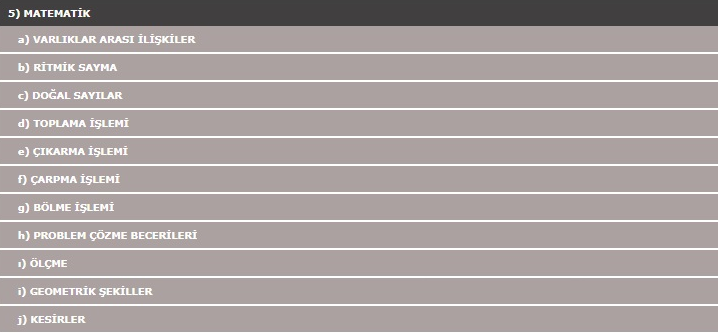 5) MATEMATİK
a) VARLIKLAR ARASI İLİŞKİLER
b) RİTMİK SAYMA
c) DOĞAL SAYILAR
d) TOPLAMA İŞLEMİ
e) ÇIKARMA İŞLEMİ
f) ÇARPMA İŞLEMİ
g) BÖLME İŞLEMİ
h) PROBLEM ÇÖZME BECERİLERİ
ı) ÖLÇME
i) GEOMETRİK ŞEKİLLER
j) KESİRLER